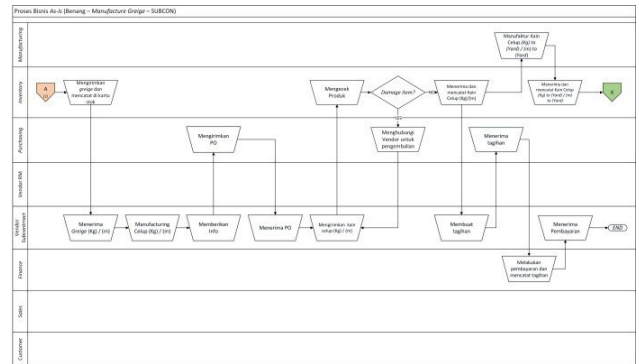 Proses Bisnis As-Is (Benang – Manufacture Greige – SUBCON)
Manufacturing
Manufaktur Kain
Celup (Kg) to
(Yard) / (m) to
(Yard)
Inventory
A
Mengirimkan
greige dan
mencatat di kartu
stok
Mengecek
Produk
Damage Item?
NO
Menerima dan
mencatat Kain
Celup (Kg)/(m)
Menerima dan
mencatat Kain Celup
(Kg) to (Yard) / (m)
to (Yard)
B
YES
Purchasing
Mengirimkan
PO
Menghubungi
Vendor untuk
pengembalian
Menerima
tagihan
Vendor RM
Vendor
Subcontract
Menerima
Greige (Kg) / (m)
Manufacturing
Celup (Kg) / (m)
Memberikan
Info
Menerima PO
Mengirimkan kain
celup (Kg) / (m)
Membuat
tagihan
Menerima
Pembayaran
END
Finance
Melakukan
pembayaran dan
mencatat tagihan
Sales
Customer